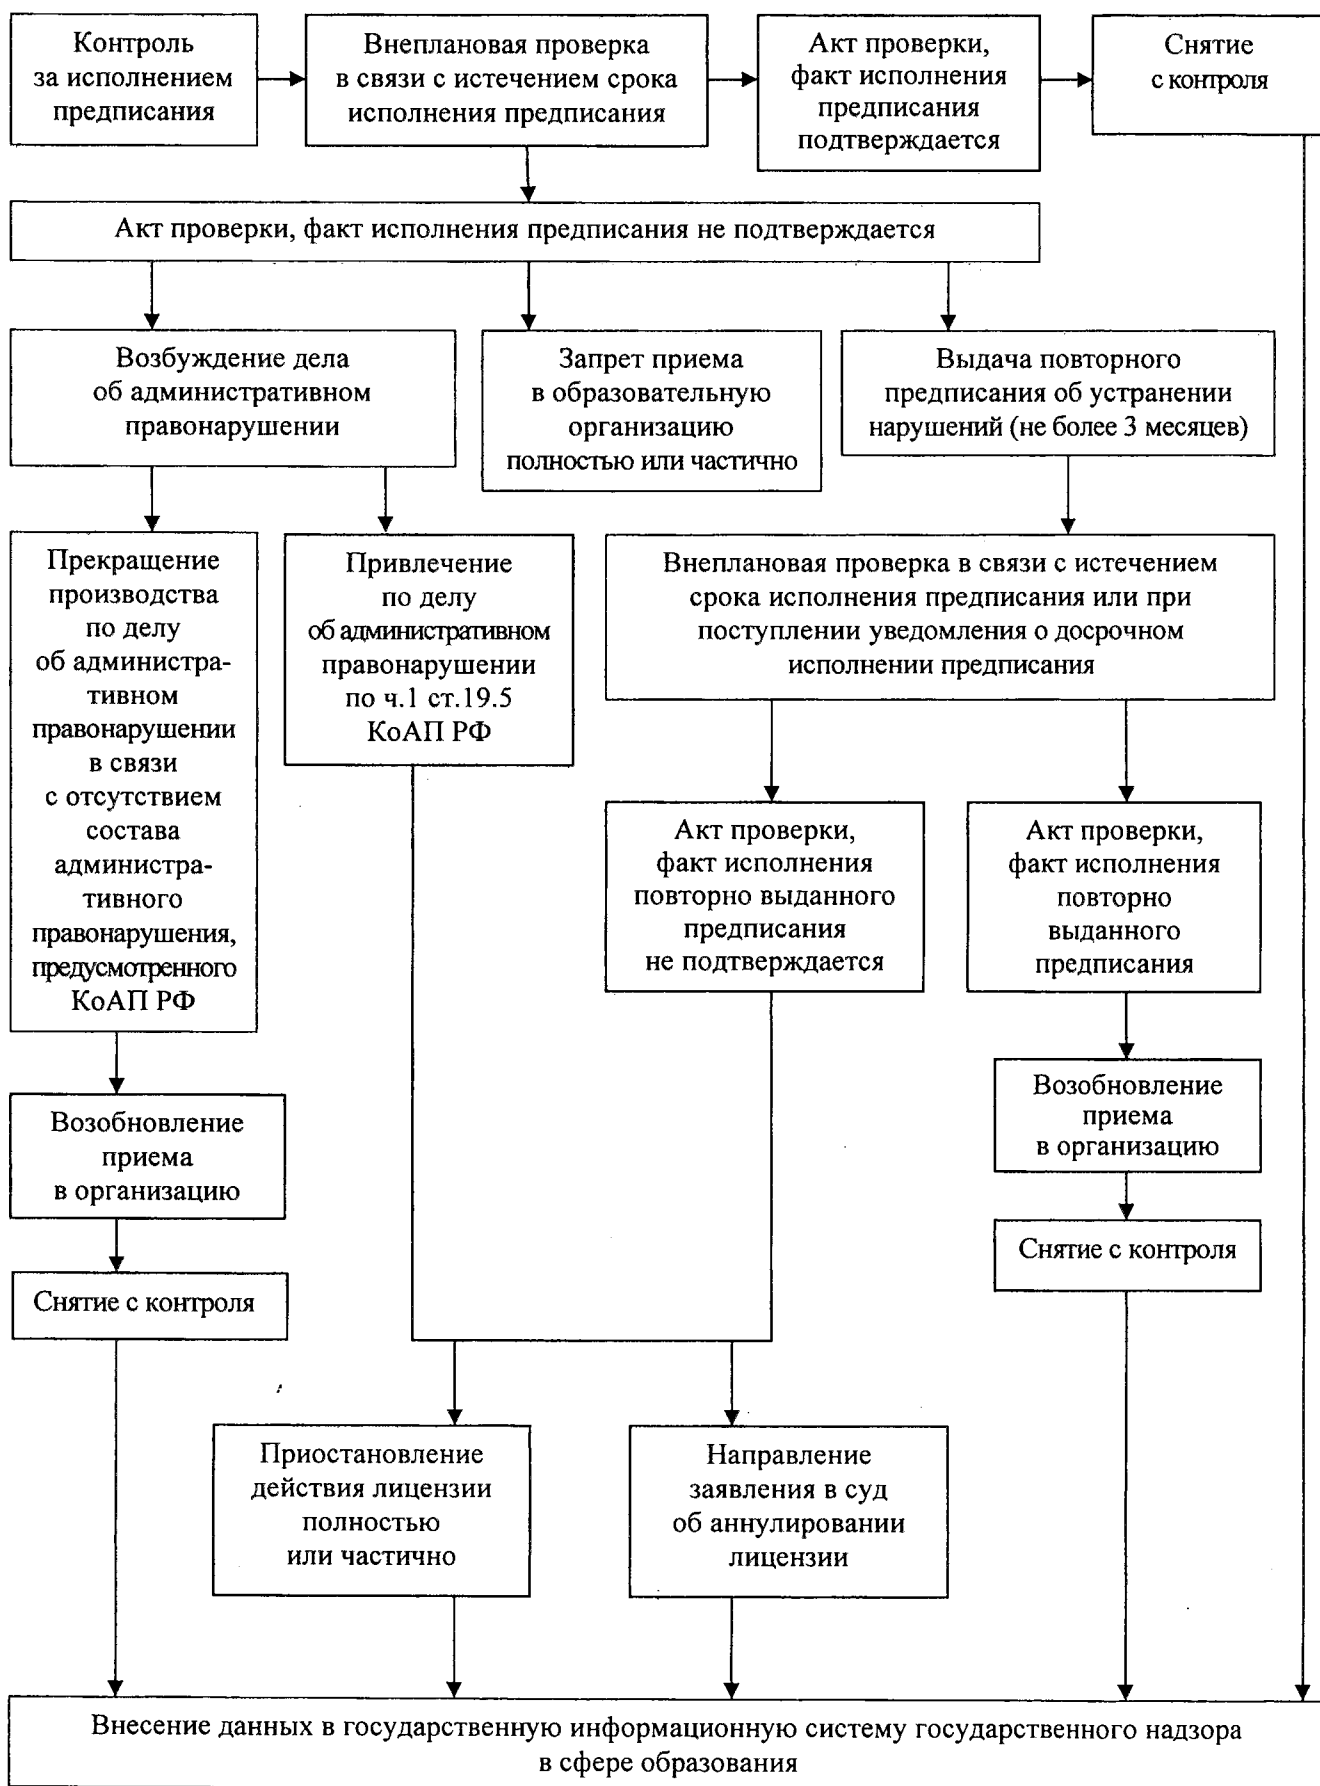 Контроль
за исполнением
предписания
Внеплановая проверка
в связи с истечением срока
исполнения предписания
Акт проверки,
факт исполнения
предписания
подтверждается
Снятие
с контроля
Акт проверки, факт исполнения предписания не подтверждается
Возбуждение дела
об административном
правонарушении
Запрет приема
в образовательную
организацию
полностью или частично
Выдача повторного
предписания об устранении
нарушений (не более 3 месяцев)
Прекращение
производства
по делу
об администра-
тивном
правонарушении
в связи
с отсутствием
состава
администра-
тивного
правонарушения,
предусмотренного
КоАП РФ
Привлечение
по делу
об административном
правонарушении
по ч.1 ст.19.5
КоАП РФ
Внеплановая проверка в связи с истечением
срока исполнения предписания или при
поступлении уведомления о досрочном
исполнении предписания
Акт проверки,
факт исполнения
повторно выданного
предписания
не подтверждается
Акт проверки,
факт исполнения
повторно
выданного
предписания
Возобновление
приема
в организацию
Возобновление
приема
в организацию
Снятие с контроля
Снятие с контроля
Приостановление
действия лицензии
полностью
или частично
Направление
заявления в суд
об аннулировании
лицензии
Внесение данных в государственную информационную систему государственного надзора
в сфере образования